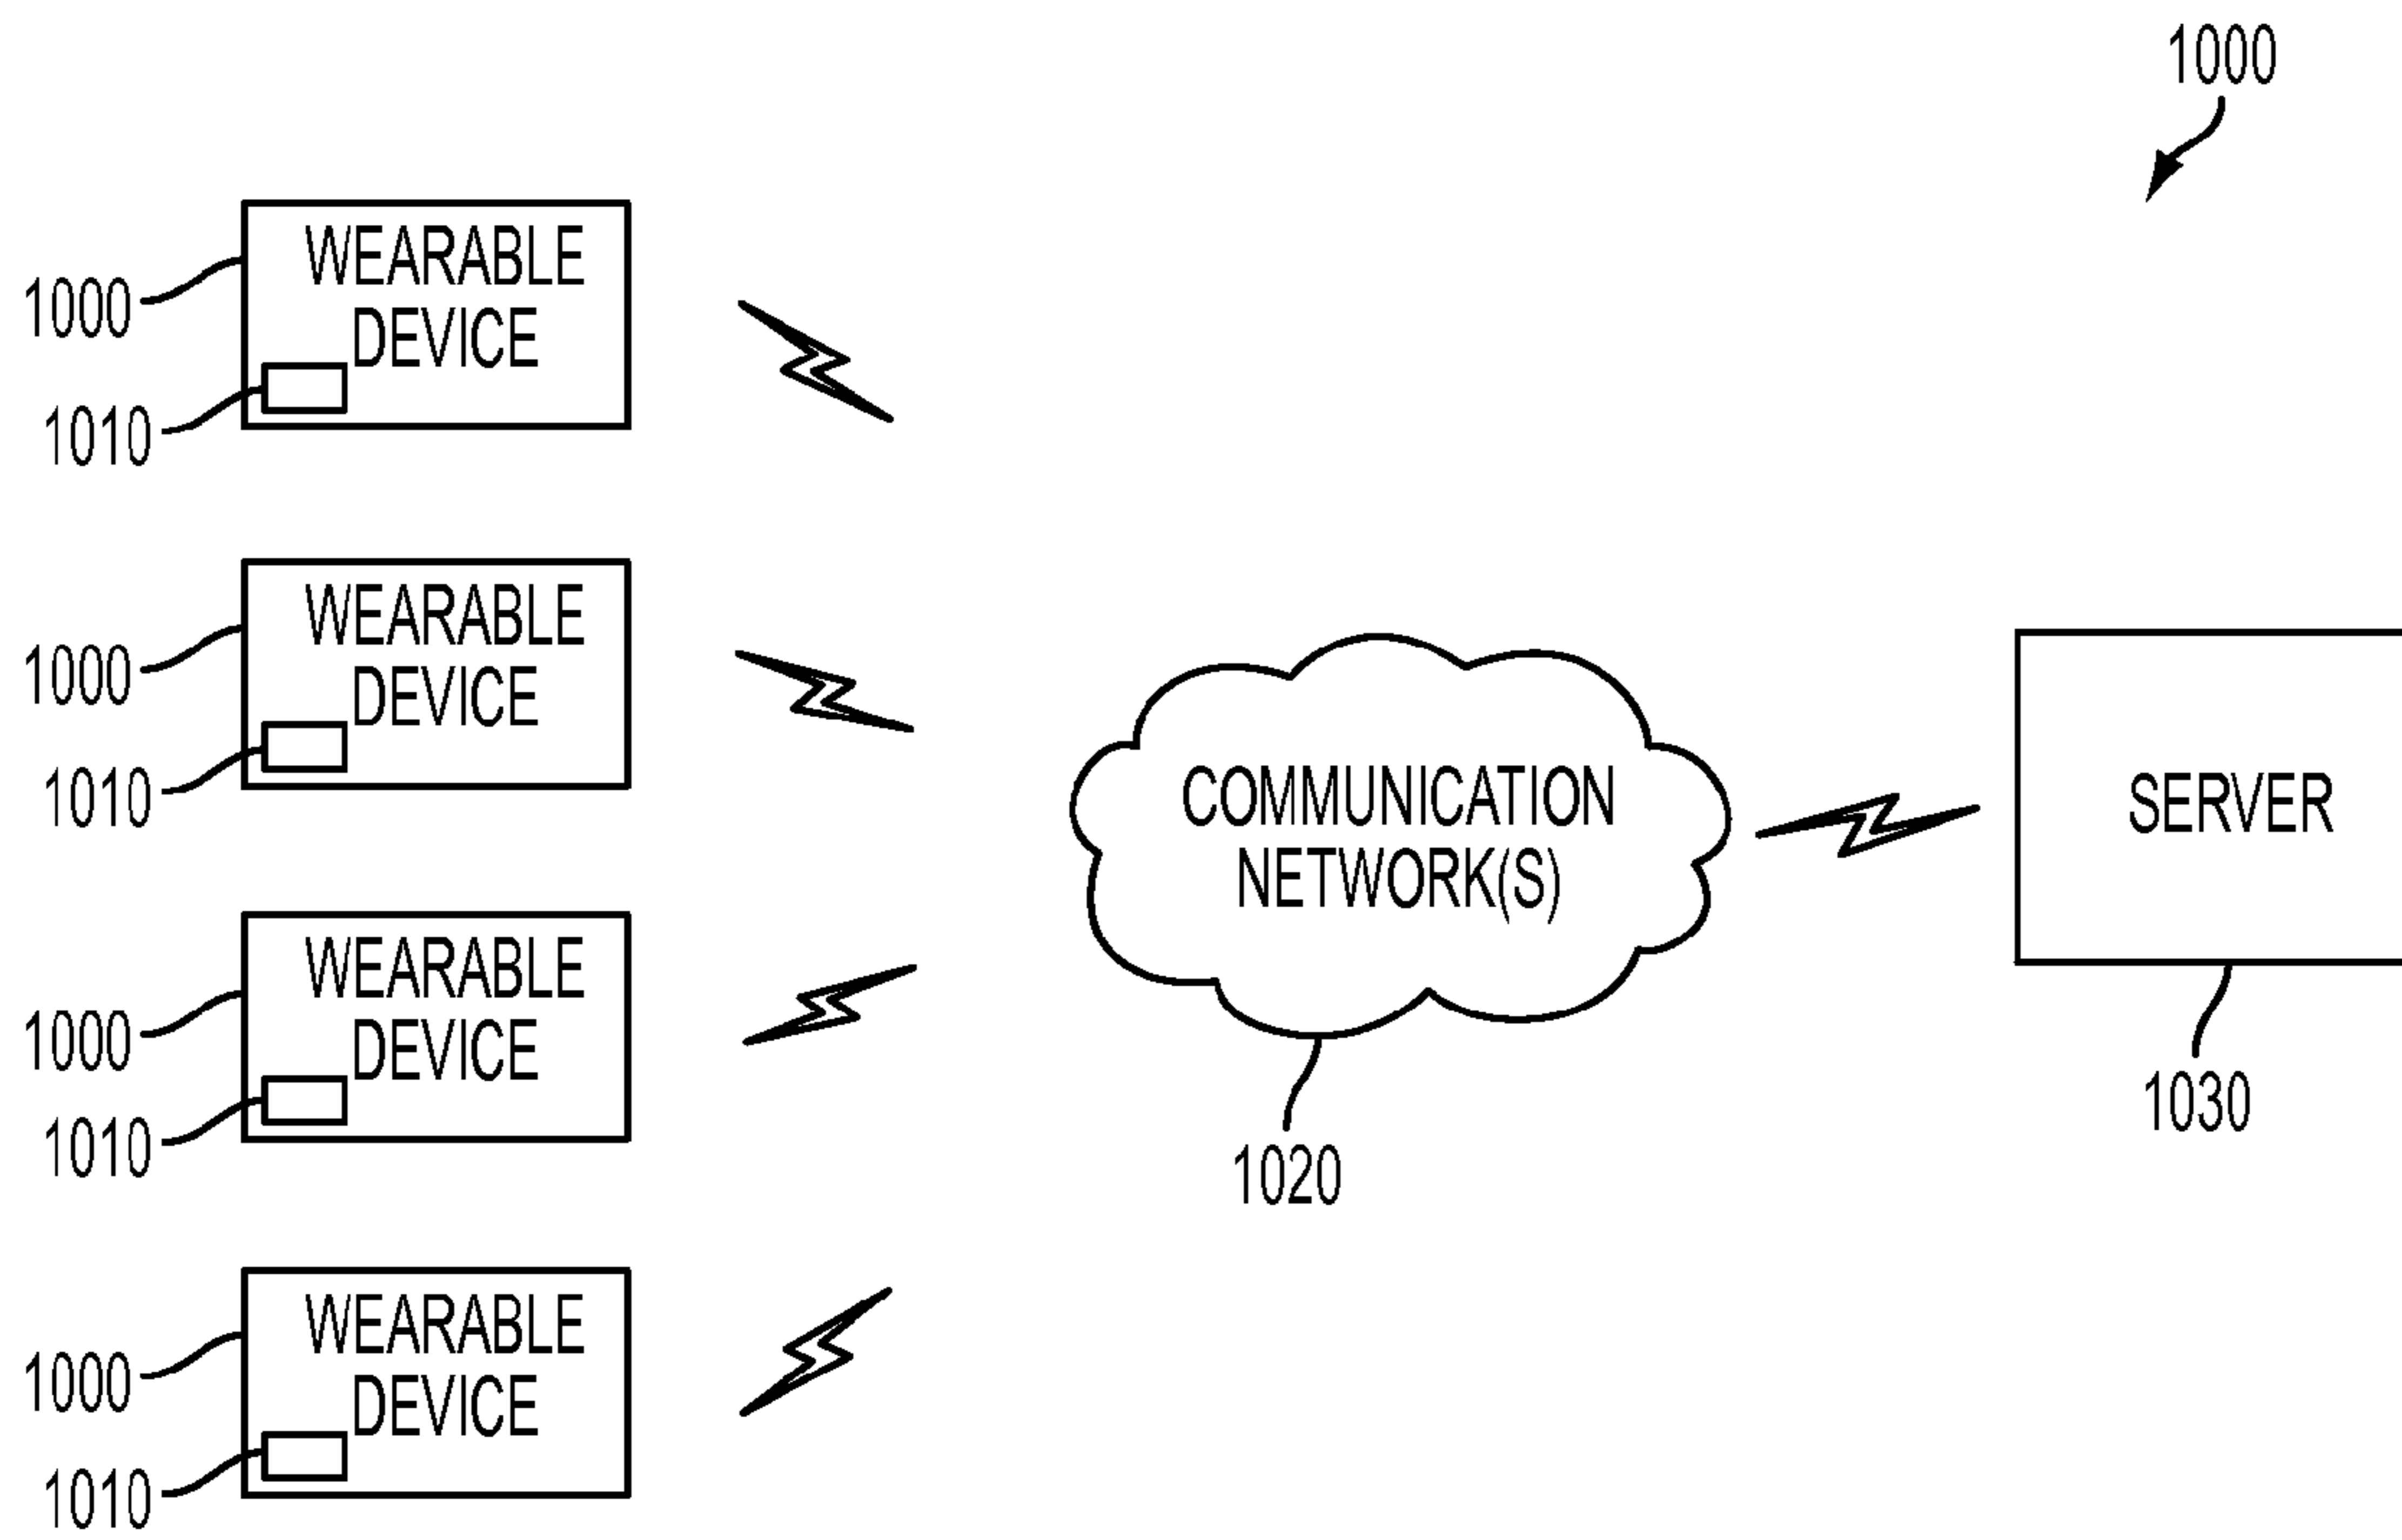 1000
WEARABLE
DEVICE
1000
1010
WEARABLE
DEVICE
1000
1010
COMMUNICATION
NETWORK(S)
1020
SERVER
1030
WEARABLE
DEVICE
1000
1010
WEARABLE
DEVICE
1000
1010